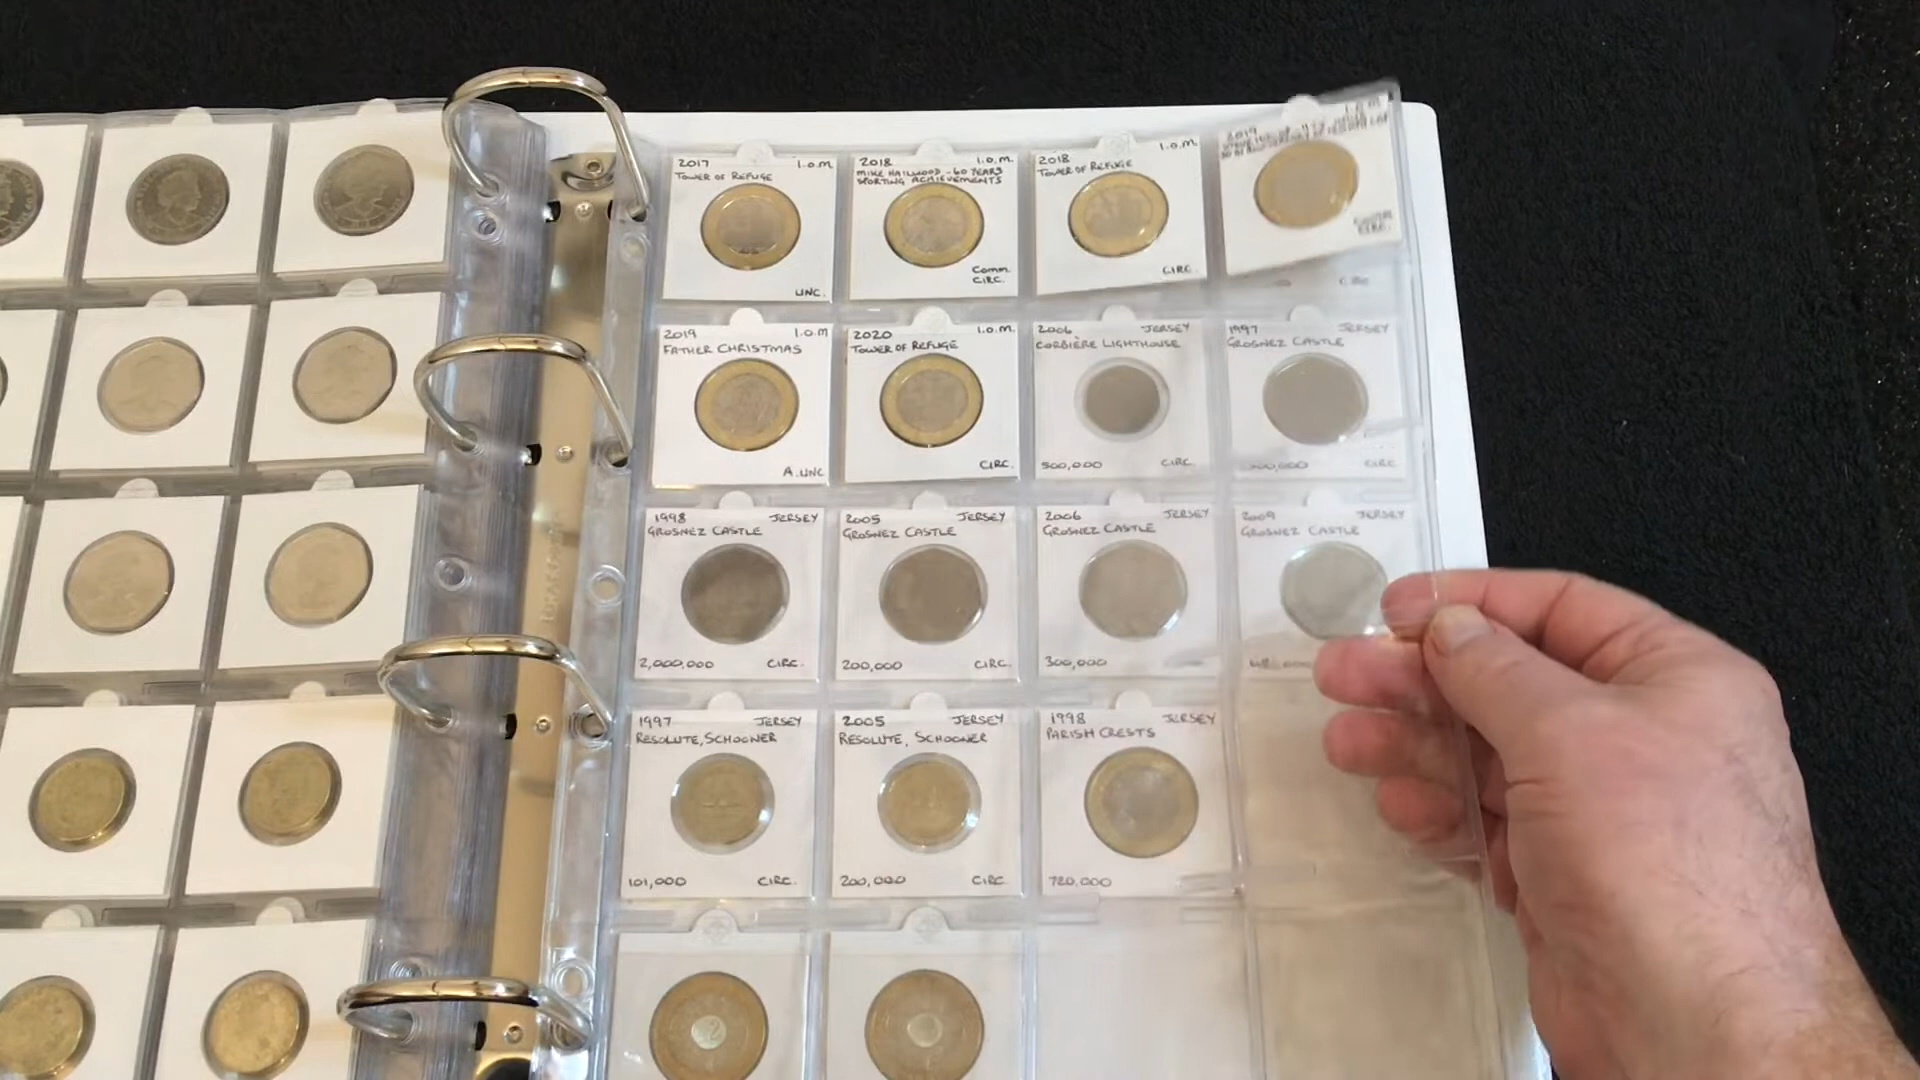 2017 I.O.M.
TOWER OF REFUGE
UNC.
2018 I.O.M.
MIKE HAILWOOD - 60 YEARS
SPORTING ACHIEVEMENTS
Comm.
CIRC.
2018 I.O.M.
TOWER OF REFUGE
CIRC.
2019 I.O.M.
CIRC.
2019 I.O.M
FATHER CHRISTMAS
A.UNC
2020 I.O.M.
TOWER OF REFUGE
CIRC.
2006 JERSEY
CORBIÈRE LIGHTHOUSE
500,000 CIRC.
1997 JERSEY
GROSNEZ CASTLE
CIRC
1998 JERSEY
GROSNEZ CASTLE
2,000,000 CIRC.
2005 JERSEY
GROSNEZ CASTLE
200,000 CIRC.
2006 JERSEY
GROSNEZ CASTLE
300,000
2009 JERSEY
GROSNEZ CASTLE
1997 JERSEY
RESOLUTE, SCHOONER
101,000 CIRC.
2005 JERSEY
RESOLUTE, SCHOONER
200,000 CIRC
1998 JERSEY
PARISH CRESTS
720,000